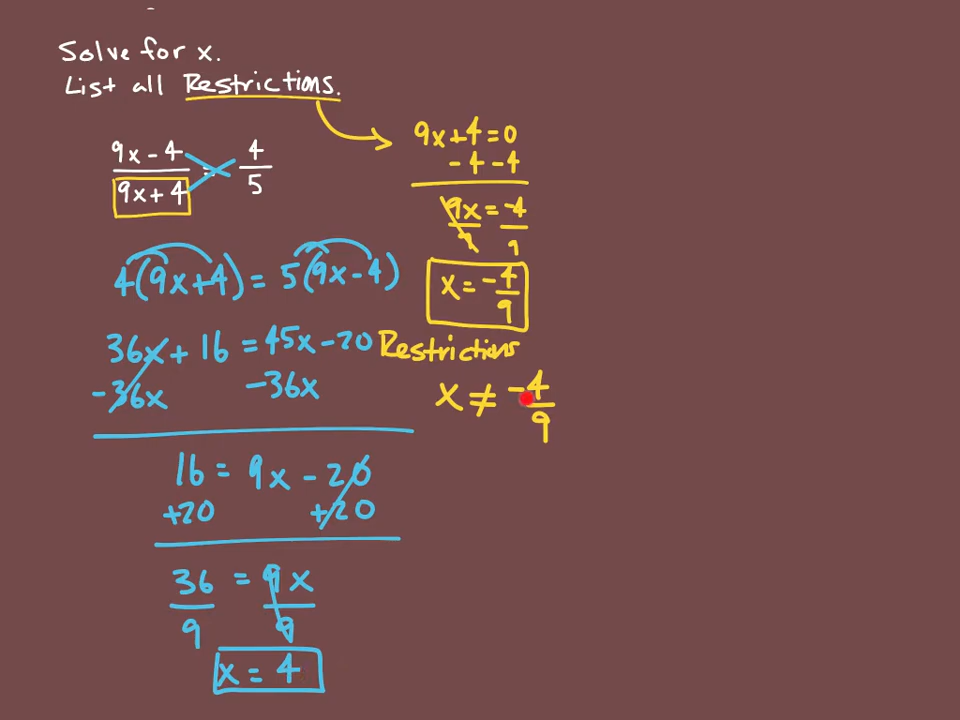 Solve for x.
List all Restrictions.
9x - 4 / 9x + 4 = 4 / 5
4(9x+4) = 5(9x-4)
36x + 16 = 45x - 20
-36x -36x
16 = 9x - 20
+20 +20
36 / 9 = 9x / 9
x = 4
9x+4=0
-4 -4
9x / 9 = -4 / 9
x = -4/9
Restrictions
x ≠ -4/9